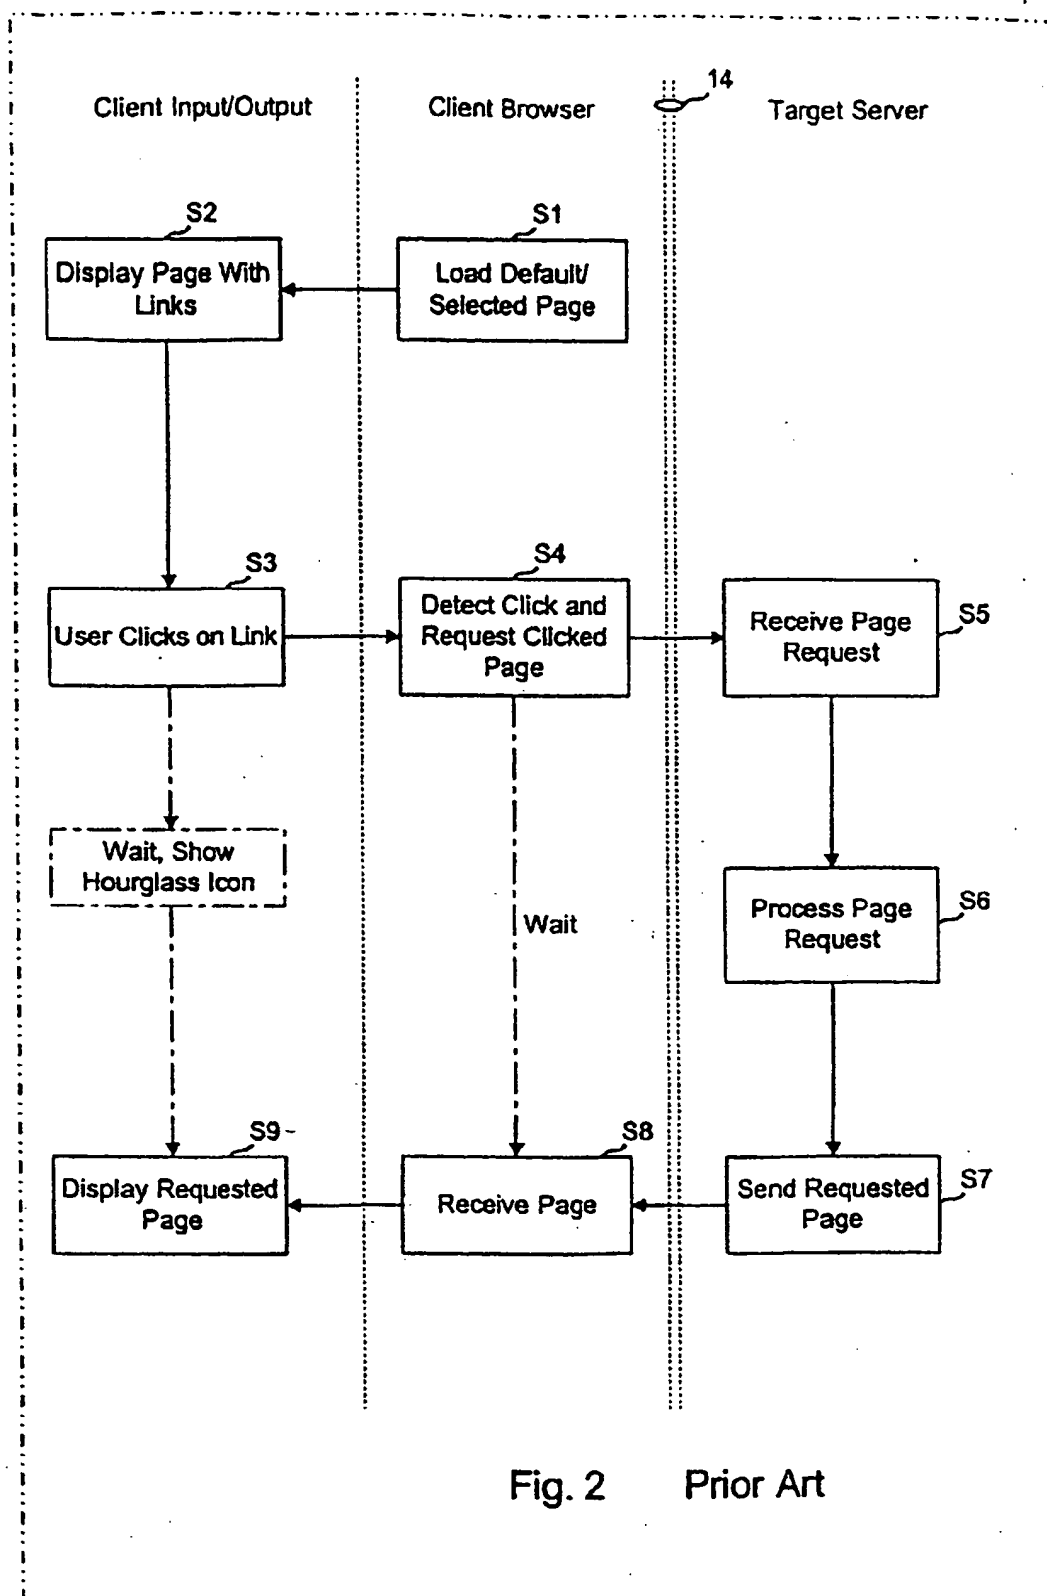 14
Client Input/Output
Client Browser
Target Server
S2
Display Page With
Links
S1
Load Default/
Selected Page
S3
User Clicks on Link
S4
Detect Click and
Request Clicked
Page
S5
Receive Page
Request
Wait, Show
Hourglass Icon
Wait
S6
Process Page
Request
S9
Display Requested
Page
S8
Receive Page
S7
Send Requested
Page
Fig. 2 Prior Art